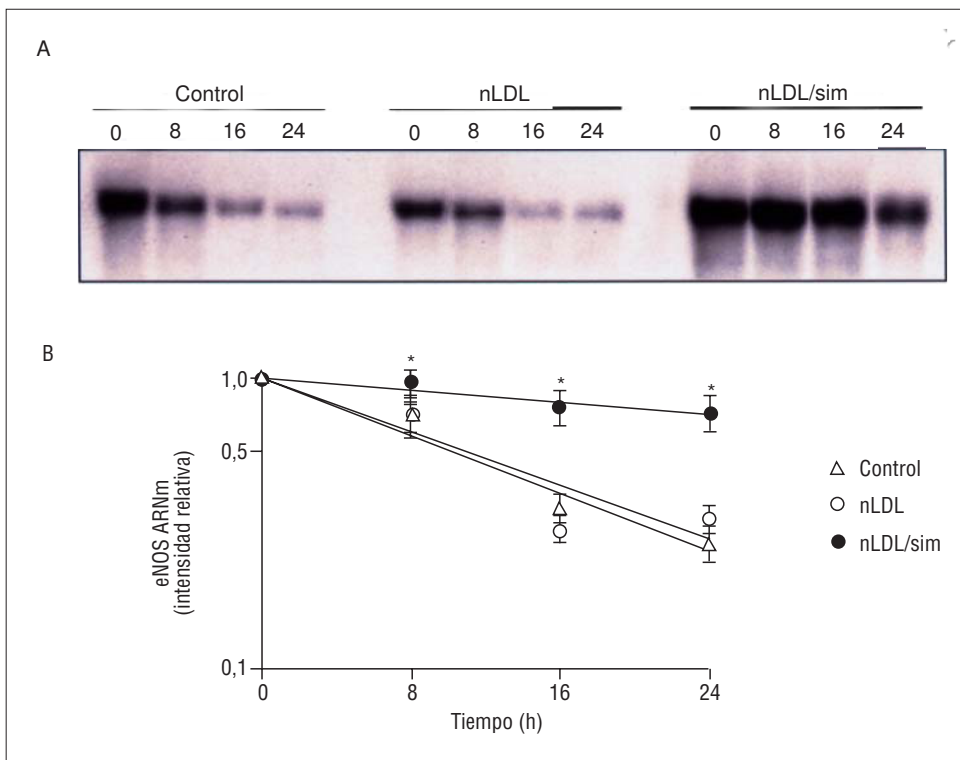 A
Control nLDL nLDL/sim
0 8 16 24 0 8 16 24 0 8 16 24
B
1,0
0,5
0,1
eNOS ARNm
(intensidad relativa)
* * *
0 8 16 24
Tiempo (h)
Control
nLDL
nLDL/sim